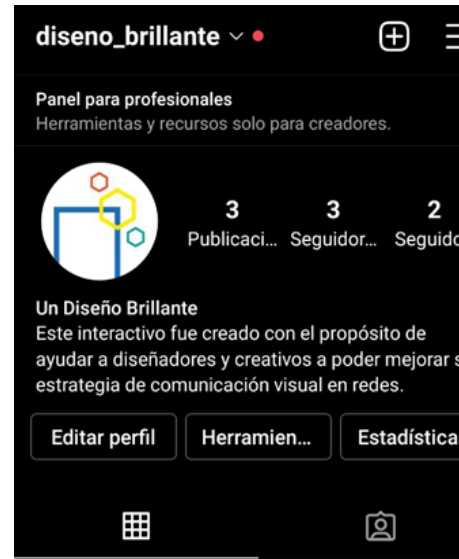 diseno_brillante
Panel para profesionales
Herramientas y recursos solo para creadores.
3 3 2
Publicaci... Seguidor... Seguido
Un Diseño Brillante
Este interactivo fue creado con el propósito de
ayudar a diseñadores y creativos a poder mejorar s
estrategia de comunicación visual en redes.
Editar perfil Herramien... Estadística